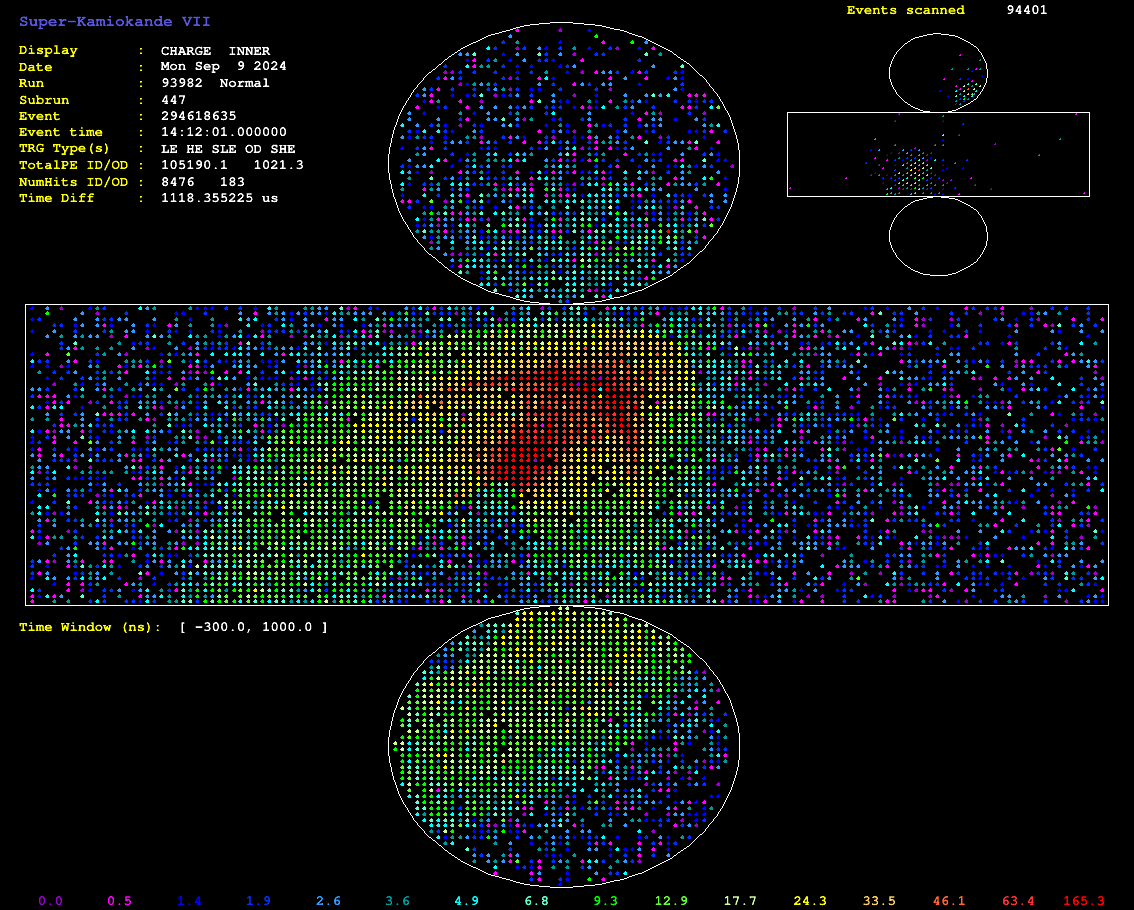 Super-Kamiokande VII
Events scanned 94401
Display : CHARGE INNER
Date : Mon Sep 9 2024
Run : 93982 Normal
Subrun : 447
Event : 294618635
Event time : 14:12:01.000000
TRG Type(s) : LE HE SLE OD SHE
TotalPE ID/OD : 105190.1 1021.3
NumHits ID/OD : 8476 183
Time Diff : 1118.355225 us
Time Window (ns): [ -300.0, 1000.0 ]
0.0 0.5 1.4 1.9 2.6 3.6 4.9 6.8 9.3 12.9 17.7 24.3 33.5 46.1 63.4 165.3